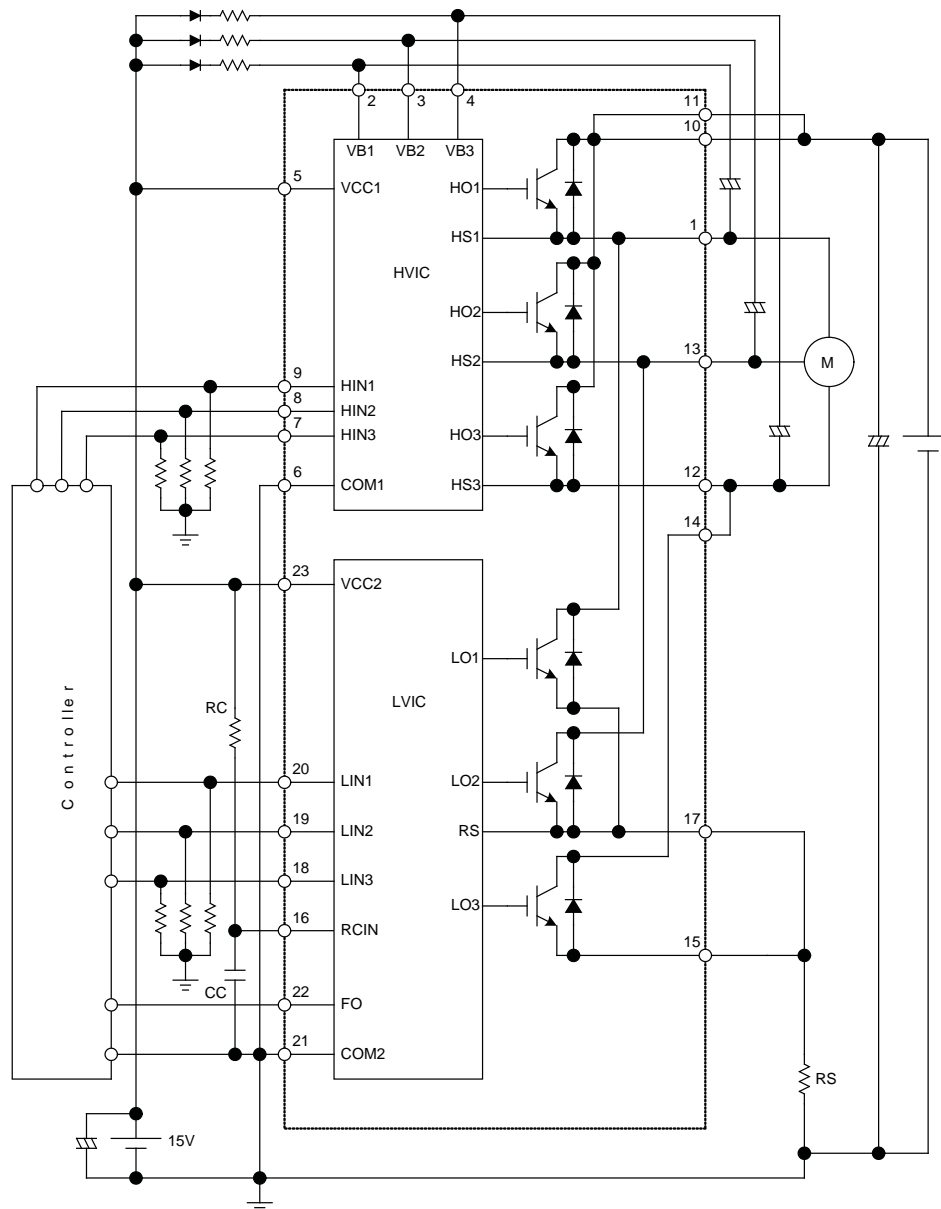 2 3 4
11
10
VB1 VB2 VB3
5 VCC1 HO1
HS1 1
HVIC
HO2
HS2 13
M
9 HIN1
8 HIN2
7 HIN3 HO3
6 COM1 HS3 12
14
23 VCC2
LO1
LVIC
RC
Controller
20 LIN1 LO2
19 LIN2 RS 17
18 LIN3
LO3
16 RCIN
15
CC
22 FO
21 COM2
RS
15V